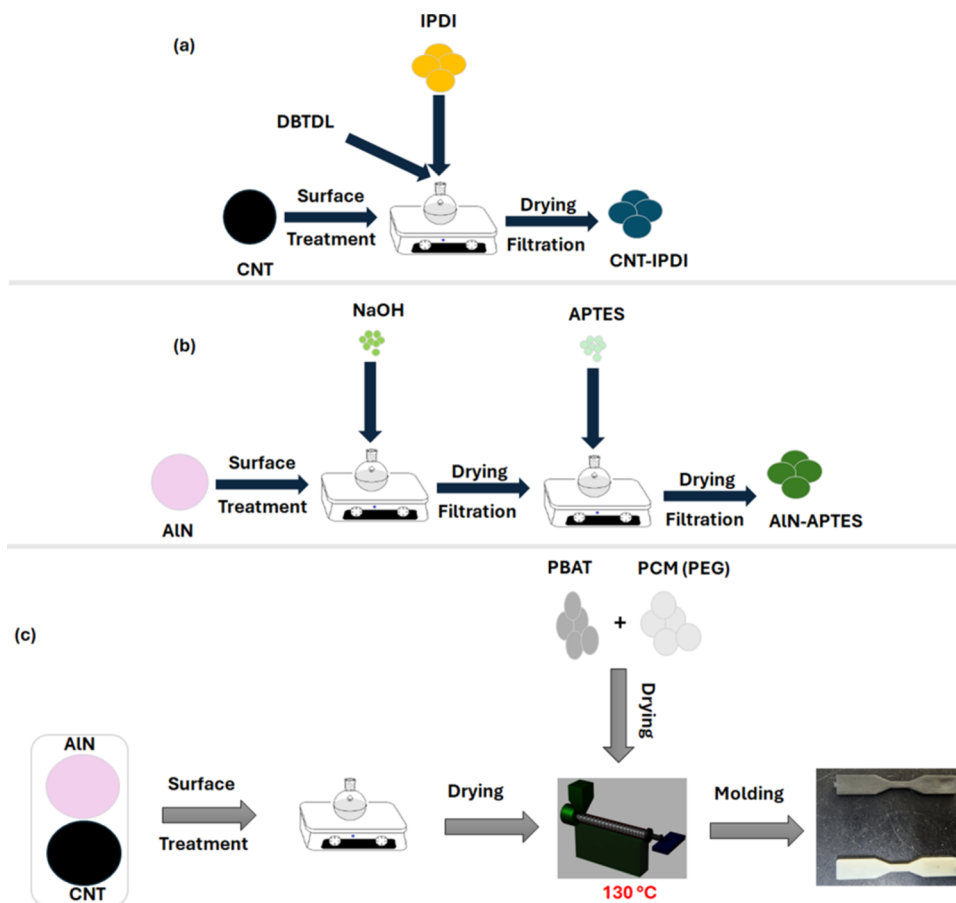 (a)
IPDI
DBTDL
Surface
Treatment
CNT
Drying
Filtration
CNT-IPDI
(b)
NaOH
APTES
AlN
Surface
Treatment
Drying
Filtration
Drying
Filtration
AlN-APTES
(c)
PBAT
PCM (PEG)
+
Drying
AlN
CNT
Surface
Treatment
Drying
130 °C
Molding